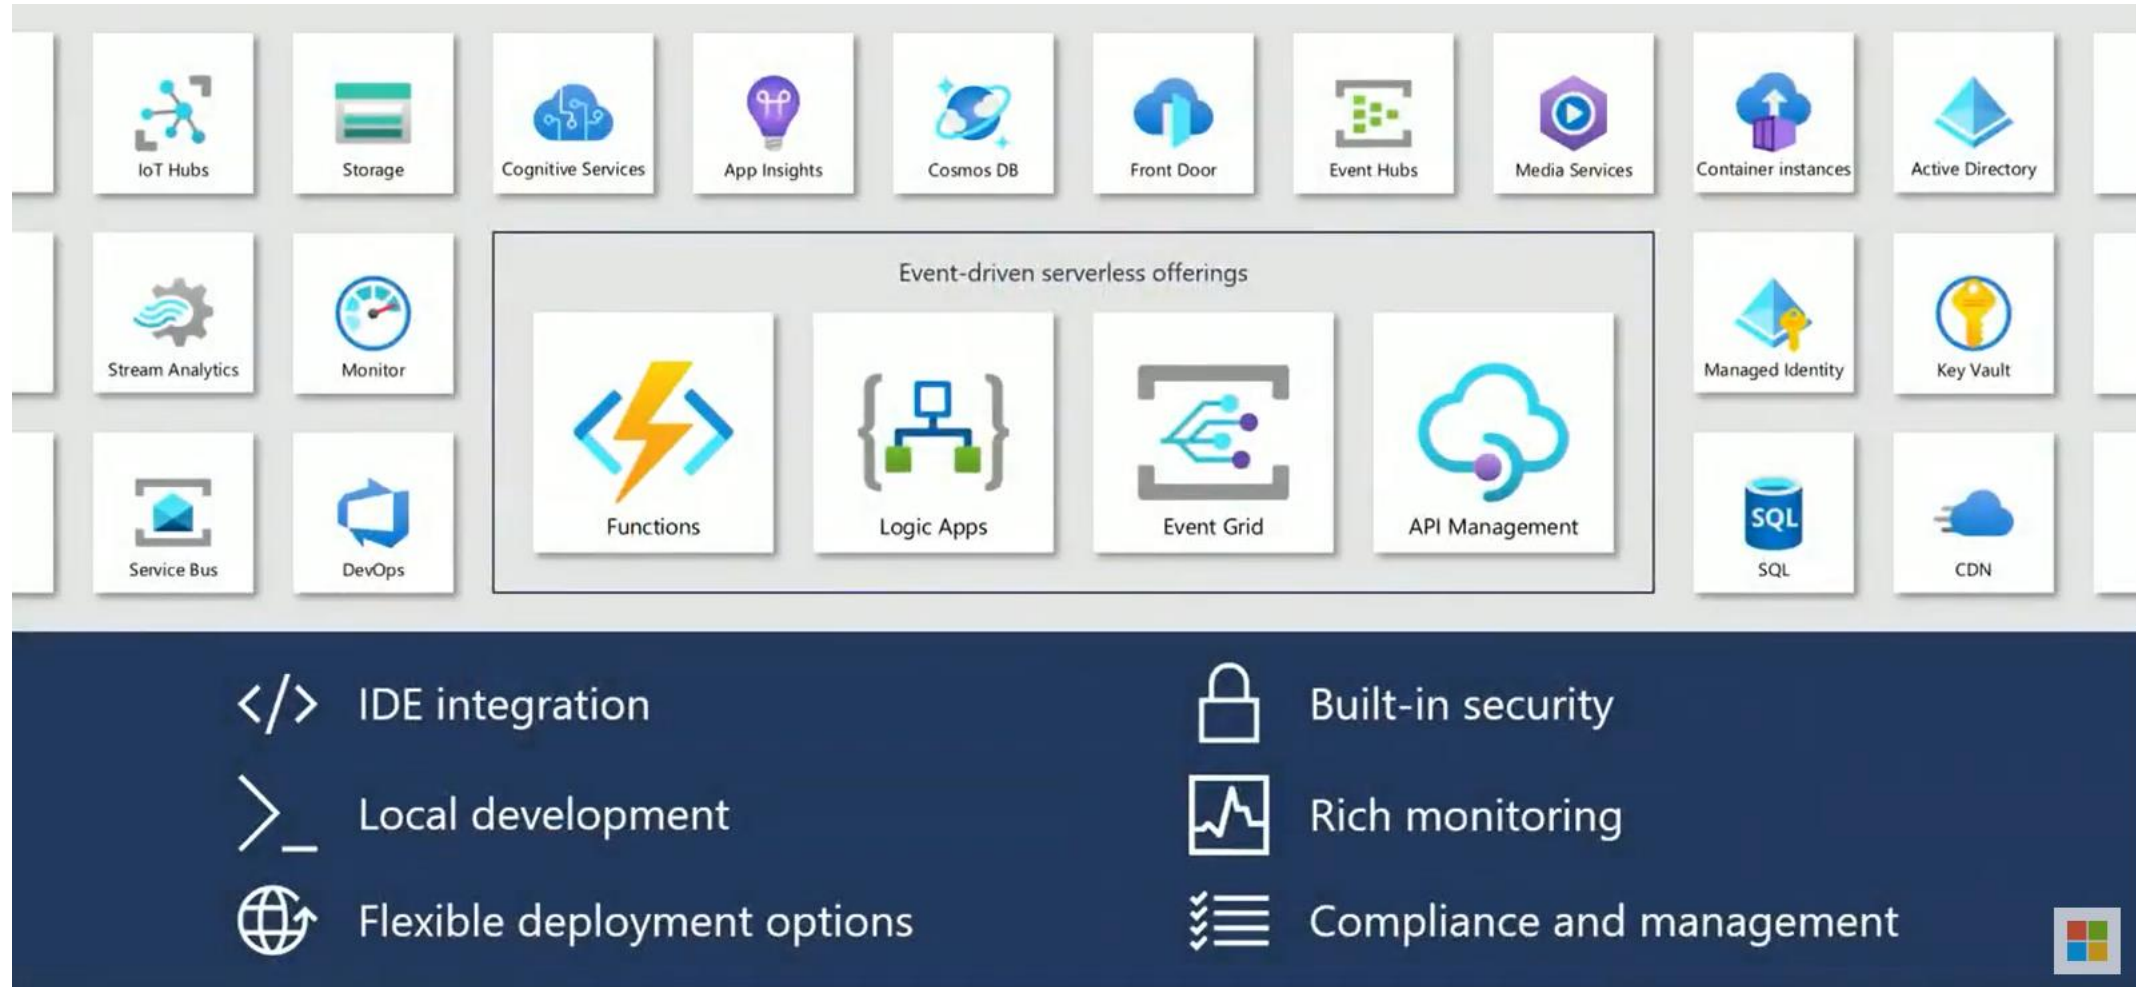 IoT Hubs
Storage
Cognitive Services
App Insights
Cosmos DB
Front Door
Event Hubs
Media Services
Container instances
Active Directory
Stream Analytics
Monitor
Event-driven serverless offerings
Managed Identity
Key Vault
Functions
Logic Apps
Event Grid
API Management
Service Bus
DevOps
SQL
SQL
CDN
IDE integration
Built-in security
Local development
Rich monitoring
Flexible deployment options
Compliance and management